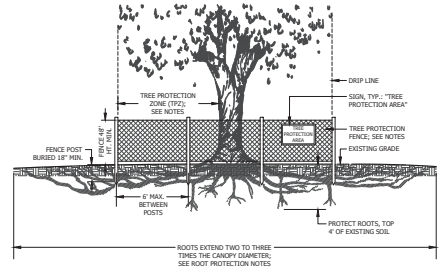 DRIP LINE
TREE PROTECTION
ZONE (TPZ);
SEE NOTES
SIGN, TYP.: "TREE
PROTECTION AREA"
FENCE 48"
HT. MIN.
TREE
PROTECTION
AREA
TREE PROTECTION
FENCE; SEE NOTES
FENCE POST
BURIED 18" MIN.
EXISTING GRADE
6' MAX.
BETWEEN
POSTS
PROTECT ROOTS, TOP
4' OF EXISTING SOIL
ROOTS EXTEND TWO TO THREE
TIMES THE CANOPY DIAMETER;
SEE ROOT PROTECTION NOTES